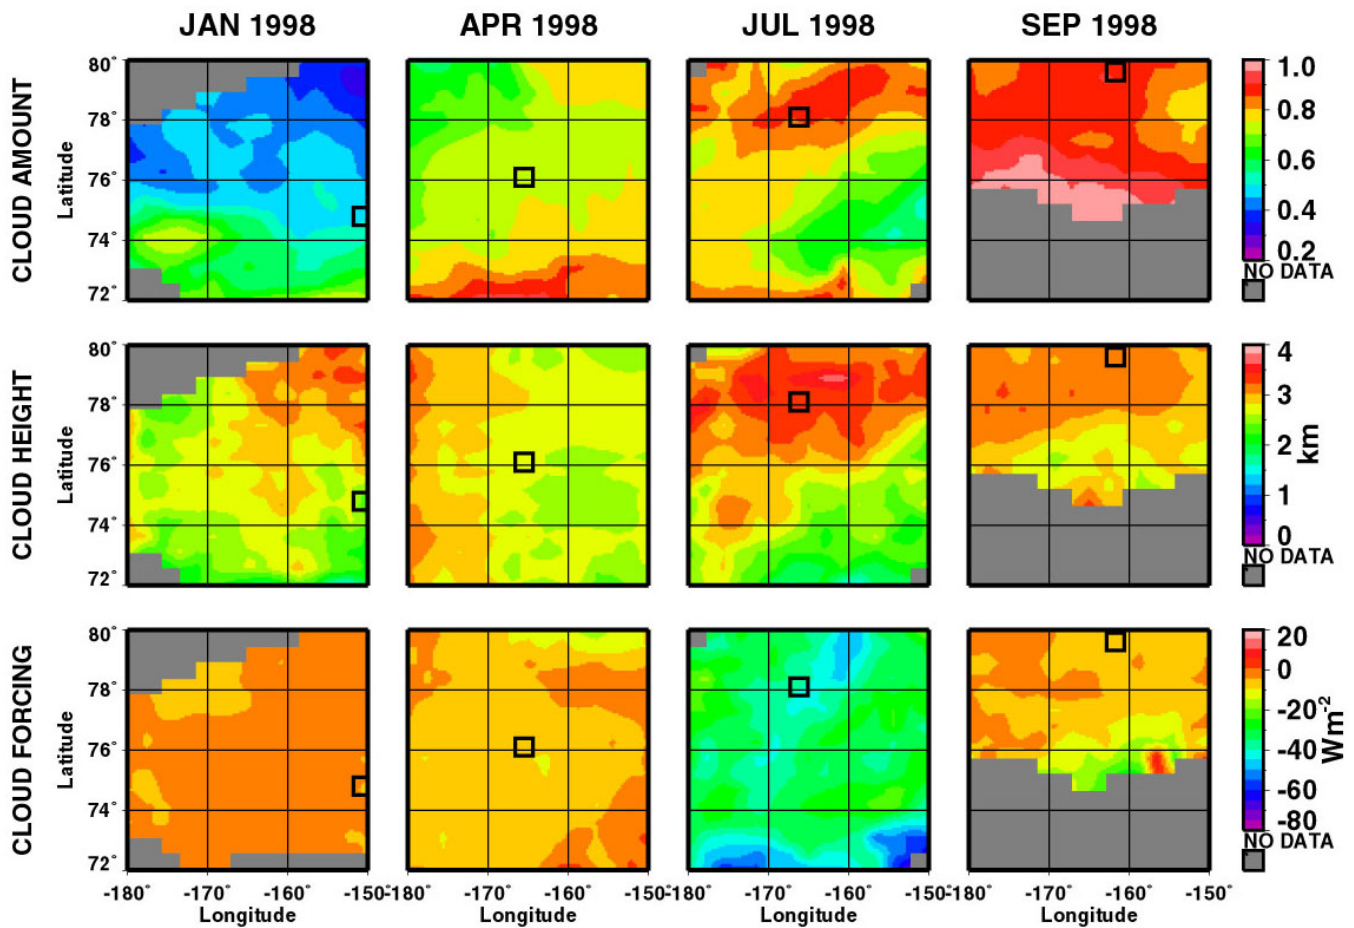 JAN 1998 APR 1998 JUL 1998 SEP 1998
CLOUD AMOUNT
Latitude
80°
78°
76°
74°
72°
1.0
0.8
0.6
0.4
0.2
NO DATA
CLOUD HEIGHT
Latitude
80°
78°
76°
74°
72°
4
3
2
1
0
km
NO DATA
CLOUD FORCING
Latitude
80°
78°
76°
74°
72°
20
0
-20
-40
-60
-80
Wm⁻²
NO DATA
-180° -170° -160° -150°-180° -170° -160° -150°-180° -170° -160° -150°-180° -170° -160° -150°
Longitude Longitude Longitude Longitude